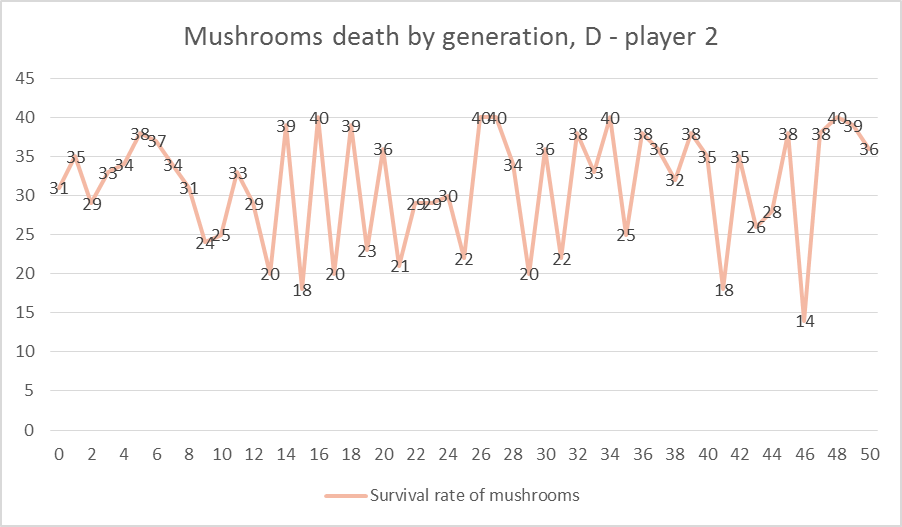 Mushrooms death by generation, D - player 2
45
40
35
30
25
20
15
10
5
0
31 35 29 33 34 38 37 34 31 24 25 33 29 20 39 18 40 20 39 23 36 21 29 29 30 22 40 40 34 20 36 22 38 33 40 25 38 36 32 38 35 18 35 26 28 38 14 38 40 39 36
0 2 4 6 8 10 12 14 16 18 20 22 24 26 28 30 32 34 36 38 40 42 44 46 48 50
Survival rate of mushrooms